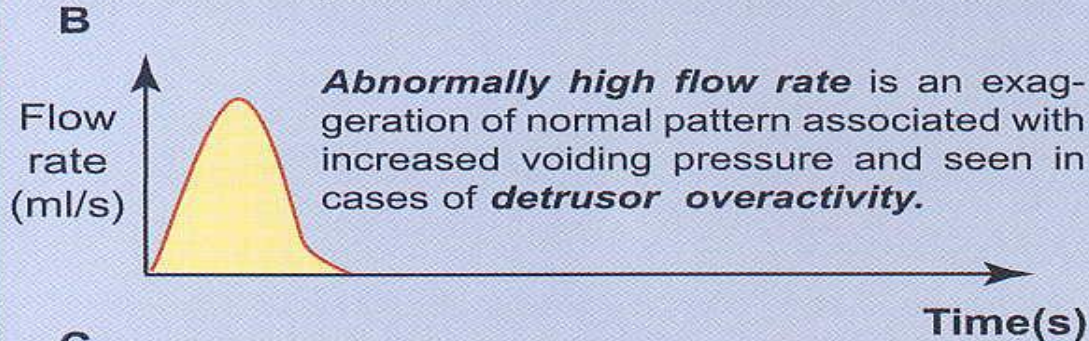 B
Flow
rate
(ml/s)
Abnormally high flow rate is an exag-
geration of normal pattern associated with
increased voiding pressure and seen in
cases of detrusor overactivity.
Time(s)